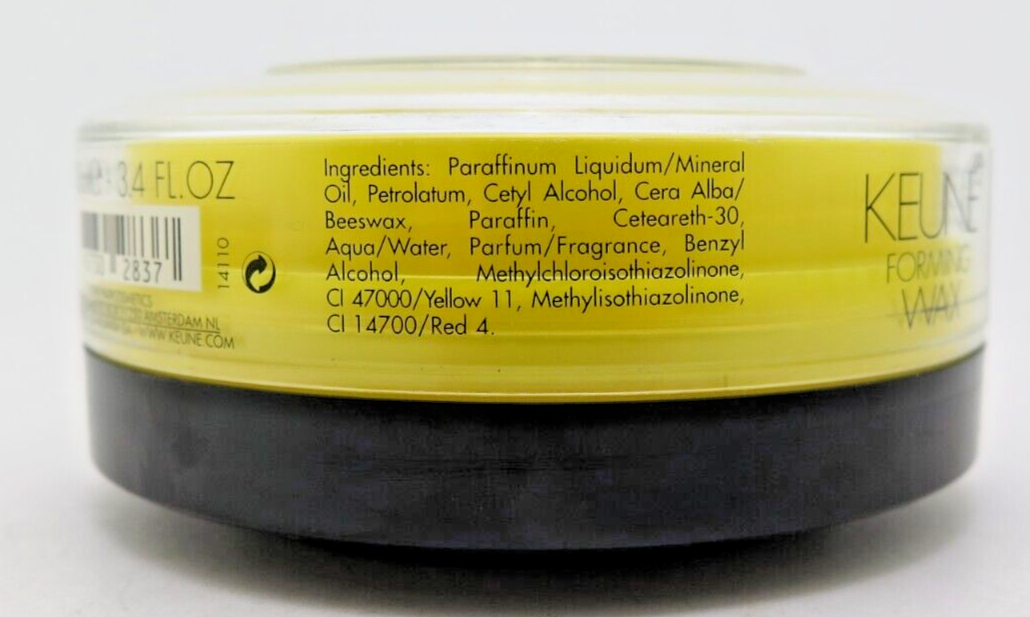 3.4 FL.OZ
2837
14110
AMSTERDAM NL
WWW.KEUNE.COM
Ingredients: Paraffinum Liquidum/Mineral
Oil, Petrolatum, Cetyl Alcohol, Cera Alba/
Beeswax, Paraffin, Ceteareth-30,
Aqua/Water, Parfum/Fragrance, Benzyl
Alcohol, Methylchloroisothiazolinone,
CI 47000/Yellow 11, Methylisothiazolinone,
CI 14700/Red 4.
KEUNE
FORMING
WAX